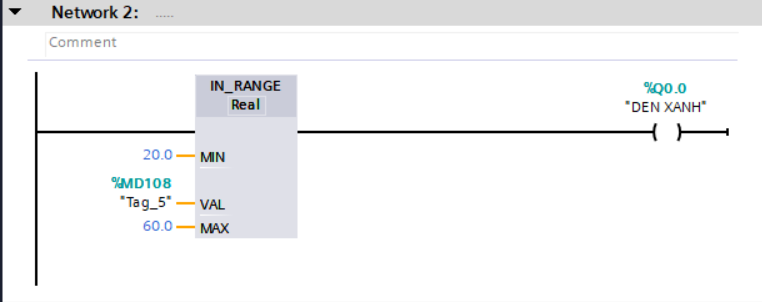 Network 2: .....
Comment
IN_RANGE
Real
%Q0.0
"DEN XANH"
20.0 MIN
%MD108
"Tag_5" VAL
60.0 MAX